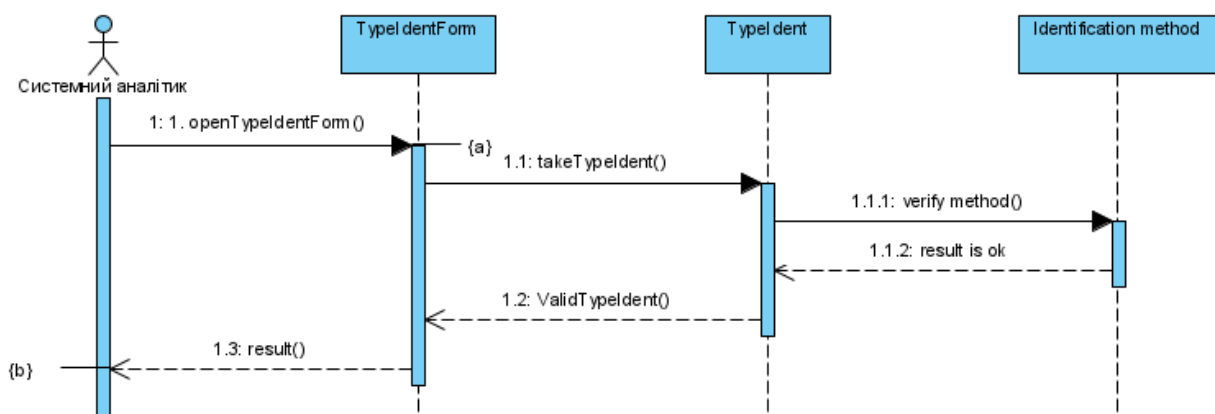 TypeIdentForm
TypeIdent
Identification method
Системний аналітик
1: 1. openTypeIdentForm()
{a}
1.1: takeTypeIdent()
1.1.1: verify method()
1.1.2: result is ok
1.2: ValidTypeIdent()
1.3: result()
{b}